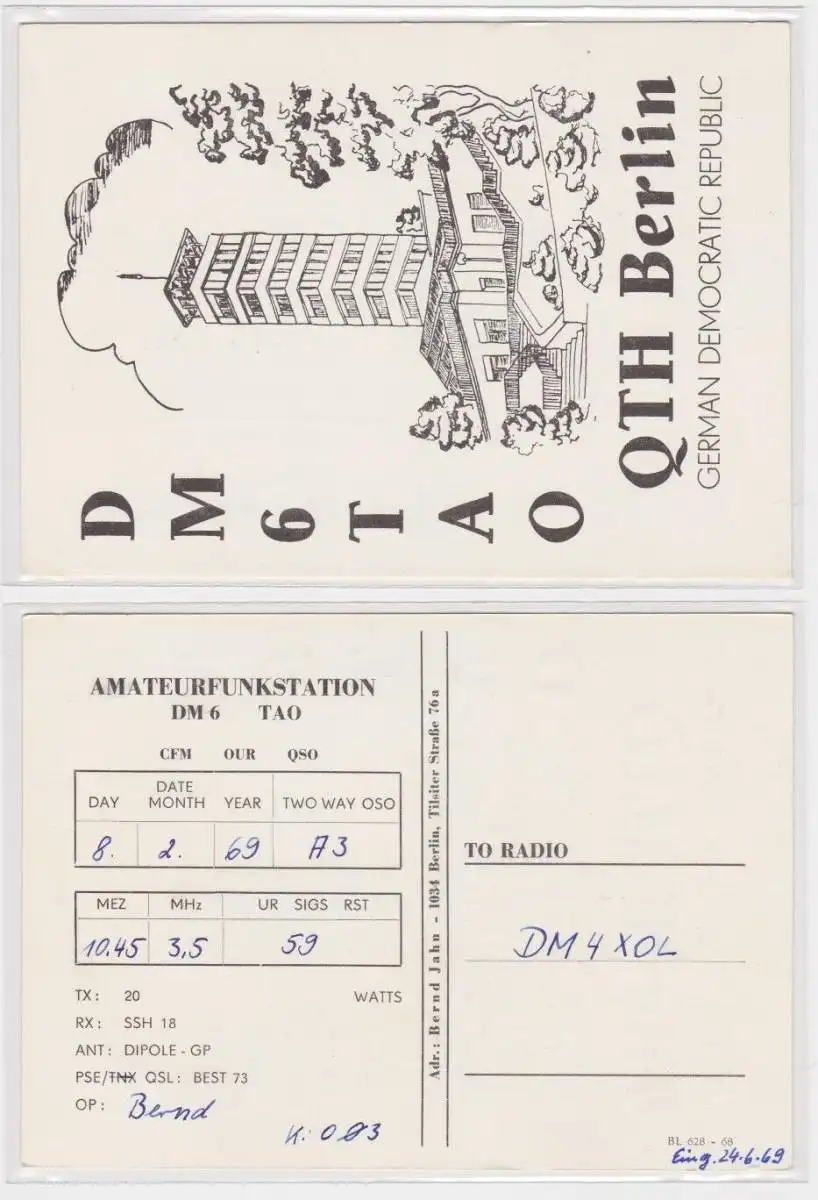 DM6TAO
QTH Berlin
GERMAN DEMOCRATIC REPUBLIC
AMATEURFUNKSTATION
DM 6 TAO
CFM OUR QSO
DATE
DAY MONTH YEAR TWO WAY QSO
8. 2. 69 A3
MEZ MHz UR SIGS RST
10.45 3,5 59
TX: 20 WATTS
RX: SSH 18
ANT: DIPOLE - GP
PSE/TNX QSL: BEST 73
OP: Bernd
Adr.: Bernd Jahn - 1034 Berlin, Tilsiter Straße 76a
TO RADIO
DM4XOL
BL 628 - 68
Eing. 24.6.69